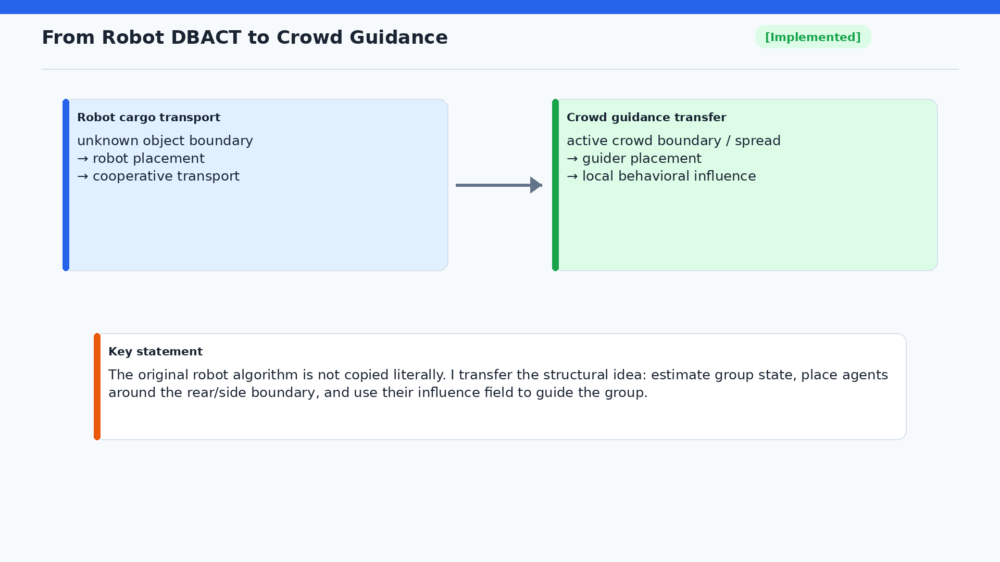 From Robot DBACT to Crowd Guidance
[Implemented]
Robot cargo transport
unknown object boundary
→ robot placement
→ cooperative transport
Crowd guidance transfer
active crowd boundary / spread
→ guider placement
→ local behavioral influence
Key statement
The original robot algorithm is not copied literally. I transfer the structural idea: estimate group state, place agents
around the rear/side boundary, and use their influence field to guide the group.